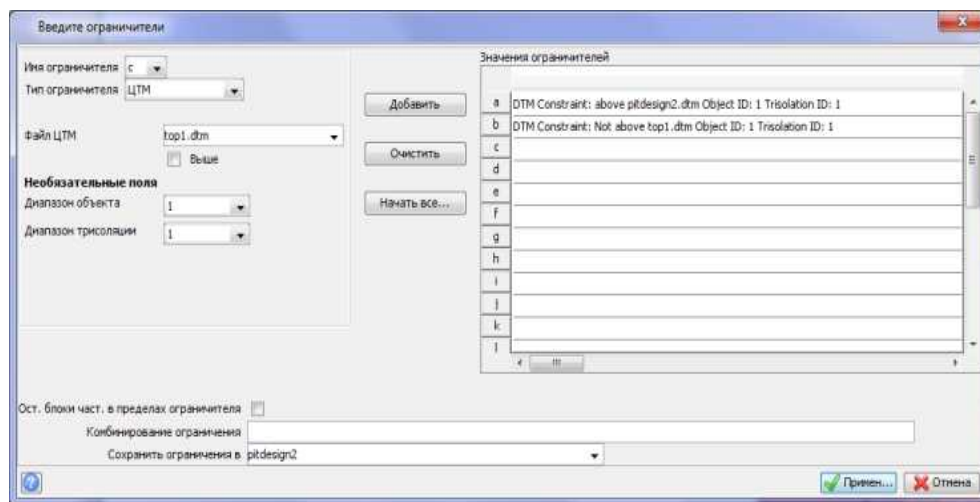 Введите ограничители
Имя ограничителя c
Тип ограничителя ЦТМ
Файл ЦТМ top1.dtm
Выше
Необязательные поля
Диапазон объекта 1
Диапазон трисоляции 1
Добавить
Очистить
Начать все...
Значения ограничителей
a DTM Constraint: above pitdesign2.dtm Object ID: 1 Trisolation ID: 1
b DTM Constraint: Not above top1.dtm Object ID: 1 Trisolation ID: 1
c
d
e
f
g
h
i
j
k
l
Ост. блоки част. в пределах ограничителя
Комбинирование ограничения
Сохранить ограничения в pitdesign2
Примен...
Отмена